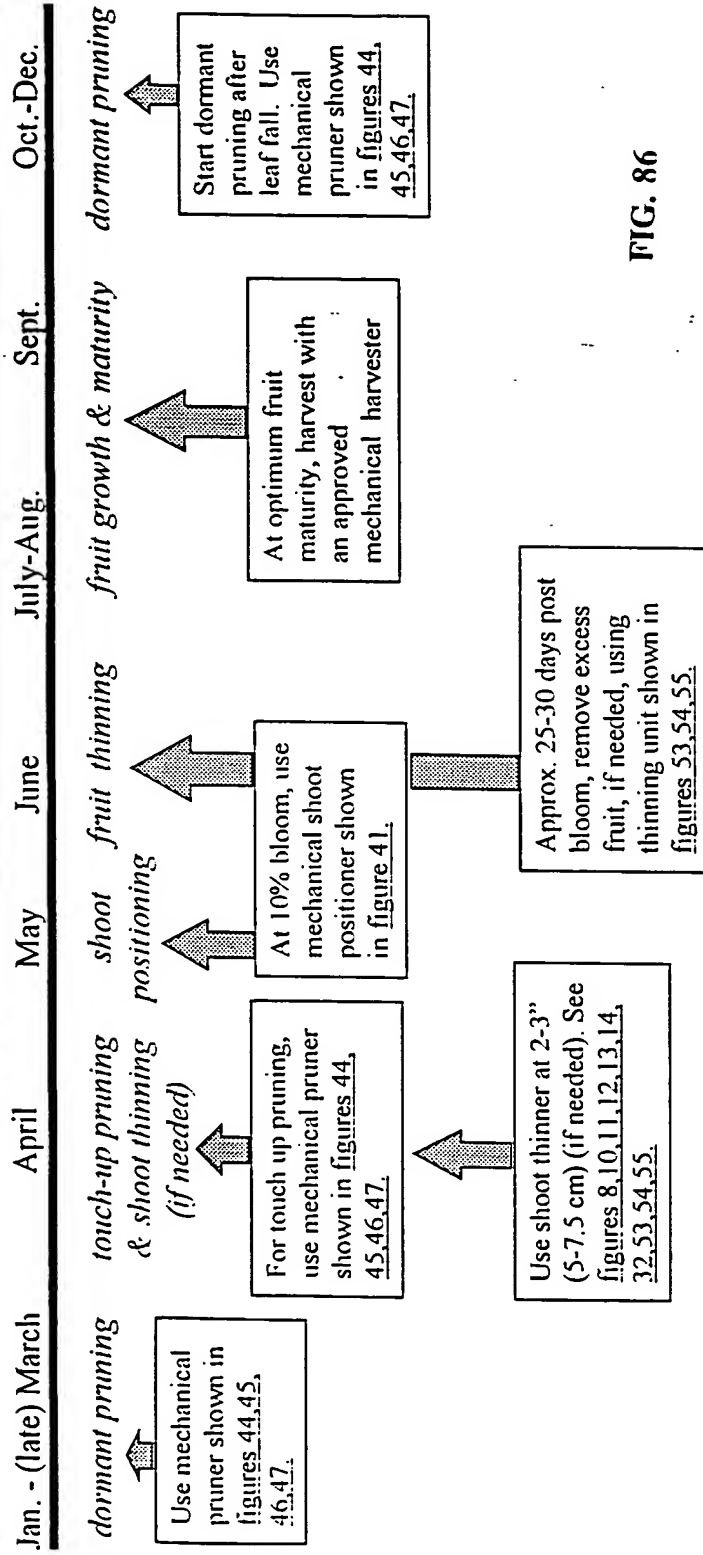 Jan. - (late) March April May June July-Aug. Sept. Oct.-Dec.
dormant pruning
touch-up pruning
& shoot thinning
(if needed)
shoot
positioning
fruit thinning
fruit growth & maturity
dormant pruning
Use mechanical
pruner shown in
figures 44,45,
46,47.
For touch up pruning,
use mechanical pruner
shown in figures 44,
45,46,47.
Use shoot thinner at 2-3"
(5-7.5 cm) (if needed). See
figures 8,10,11,12,13,14,
32,53,54,55.
At 10% bloom, use
mechanical shoot
positioner shown
in figure 41.
Approx. 25-30 days post
bloom, remove excess
fruit, if needed, using
thinning unit shown in
figures 53,54,55.
At optimum fruit
maturity, harvest with
an approved
mechanical harvester
Start dormant
pruning after
leaf fall. Use
mechanical
pruner shown
in figures 44,
45,46,47.
FIG. 86